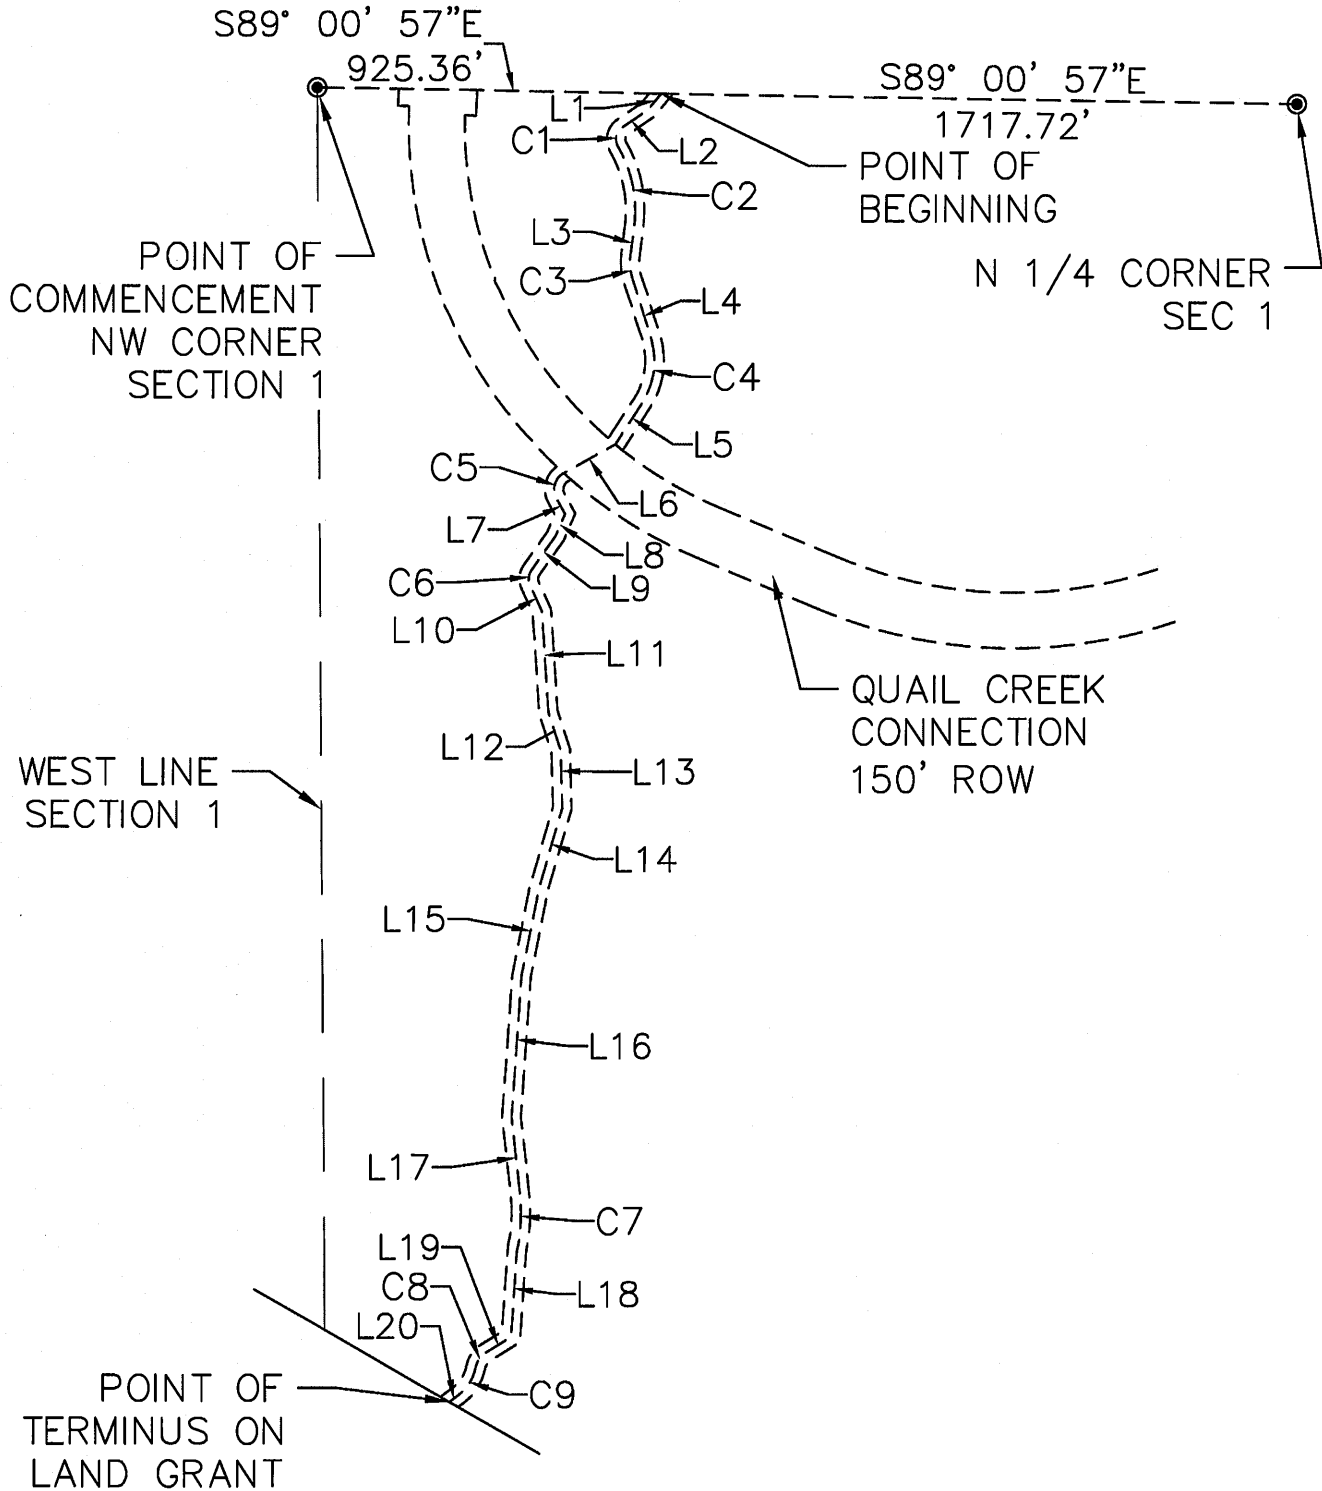 S89° 00' 57"E
925.36'
S89° 00' 57"E
1717.72'
L1
C1
L2
POINT OF
BEGINNING
C2
L3
C3
POINT OF
COMMENCEMENT
NW CORNER
SECTION 1
N 1/4 CORNER
SEC 1
L4
C4
L5
C5
L6
L7
L8
C6
L9
L10
L11
QUAIL CREEK
CONNECTION
150' ROW
L12
L13
WEST LINE
SECTION 1
L14
L15
L16
L17
C7
L19
C8
L18
L20
POINT OF
TERMINUS ON
LAND GRANT
C9